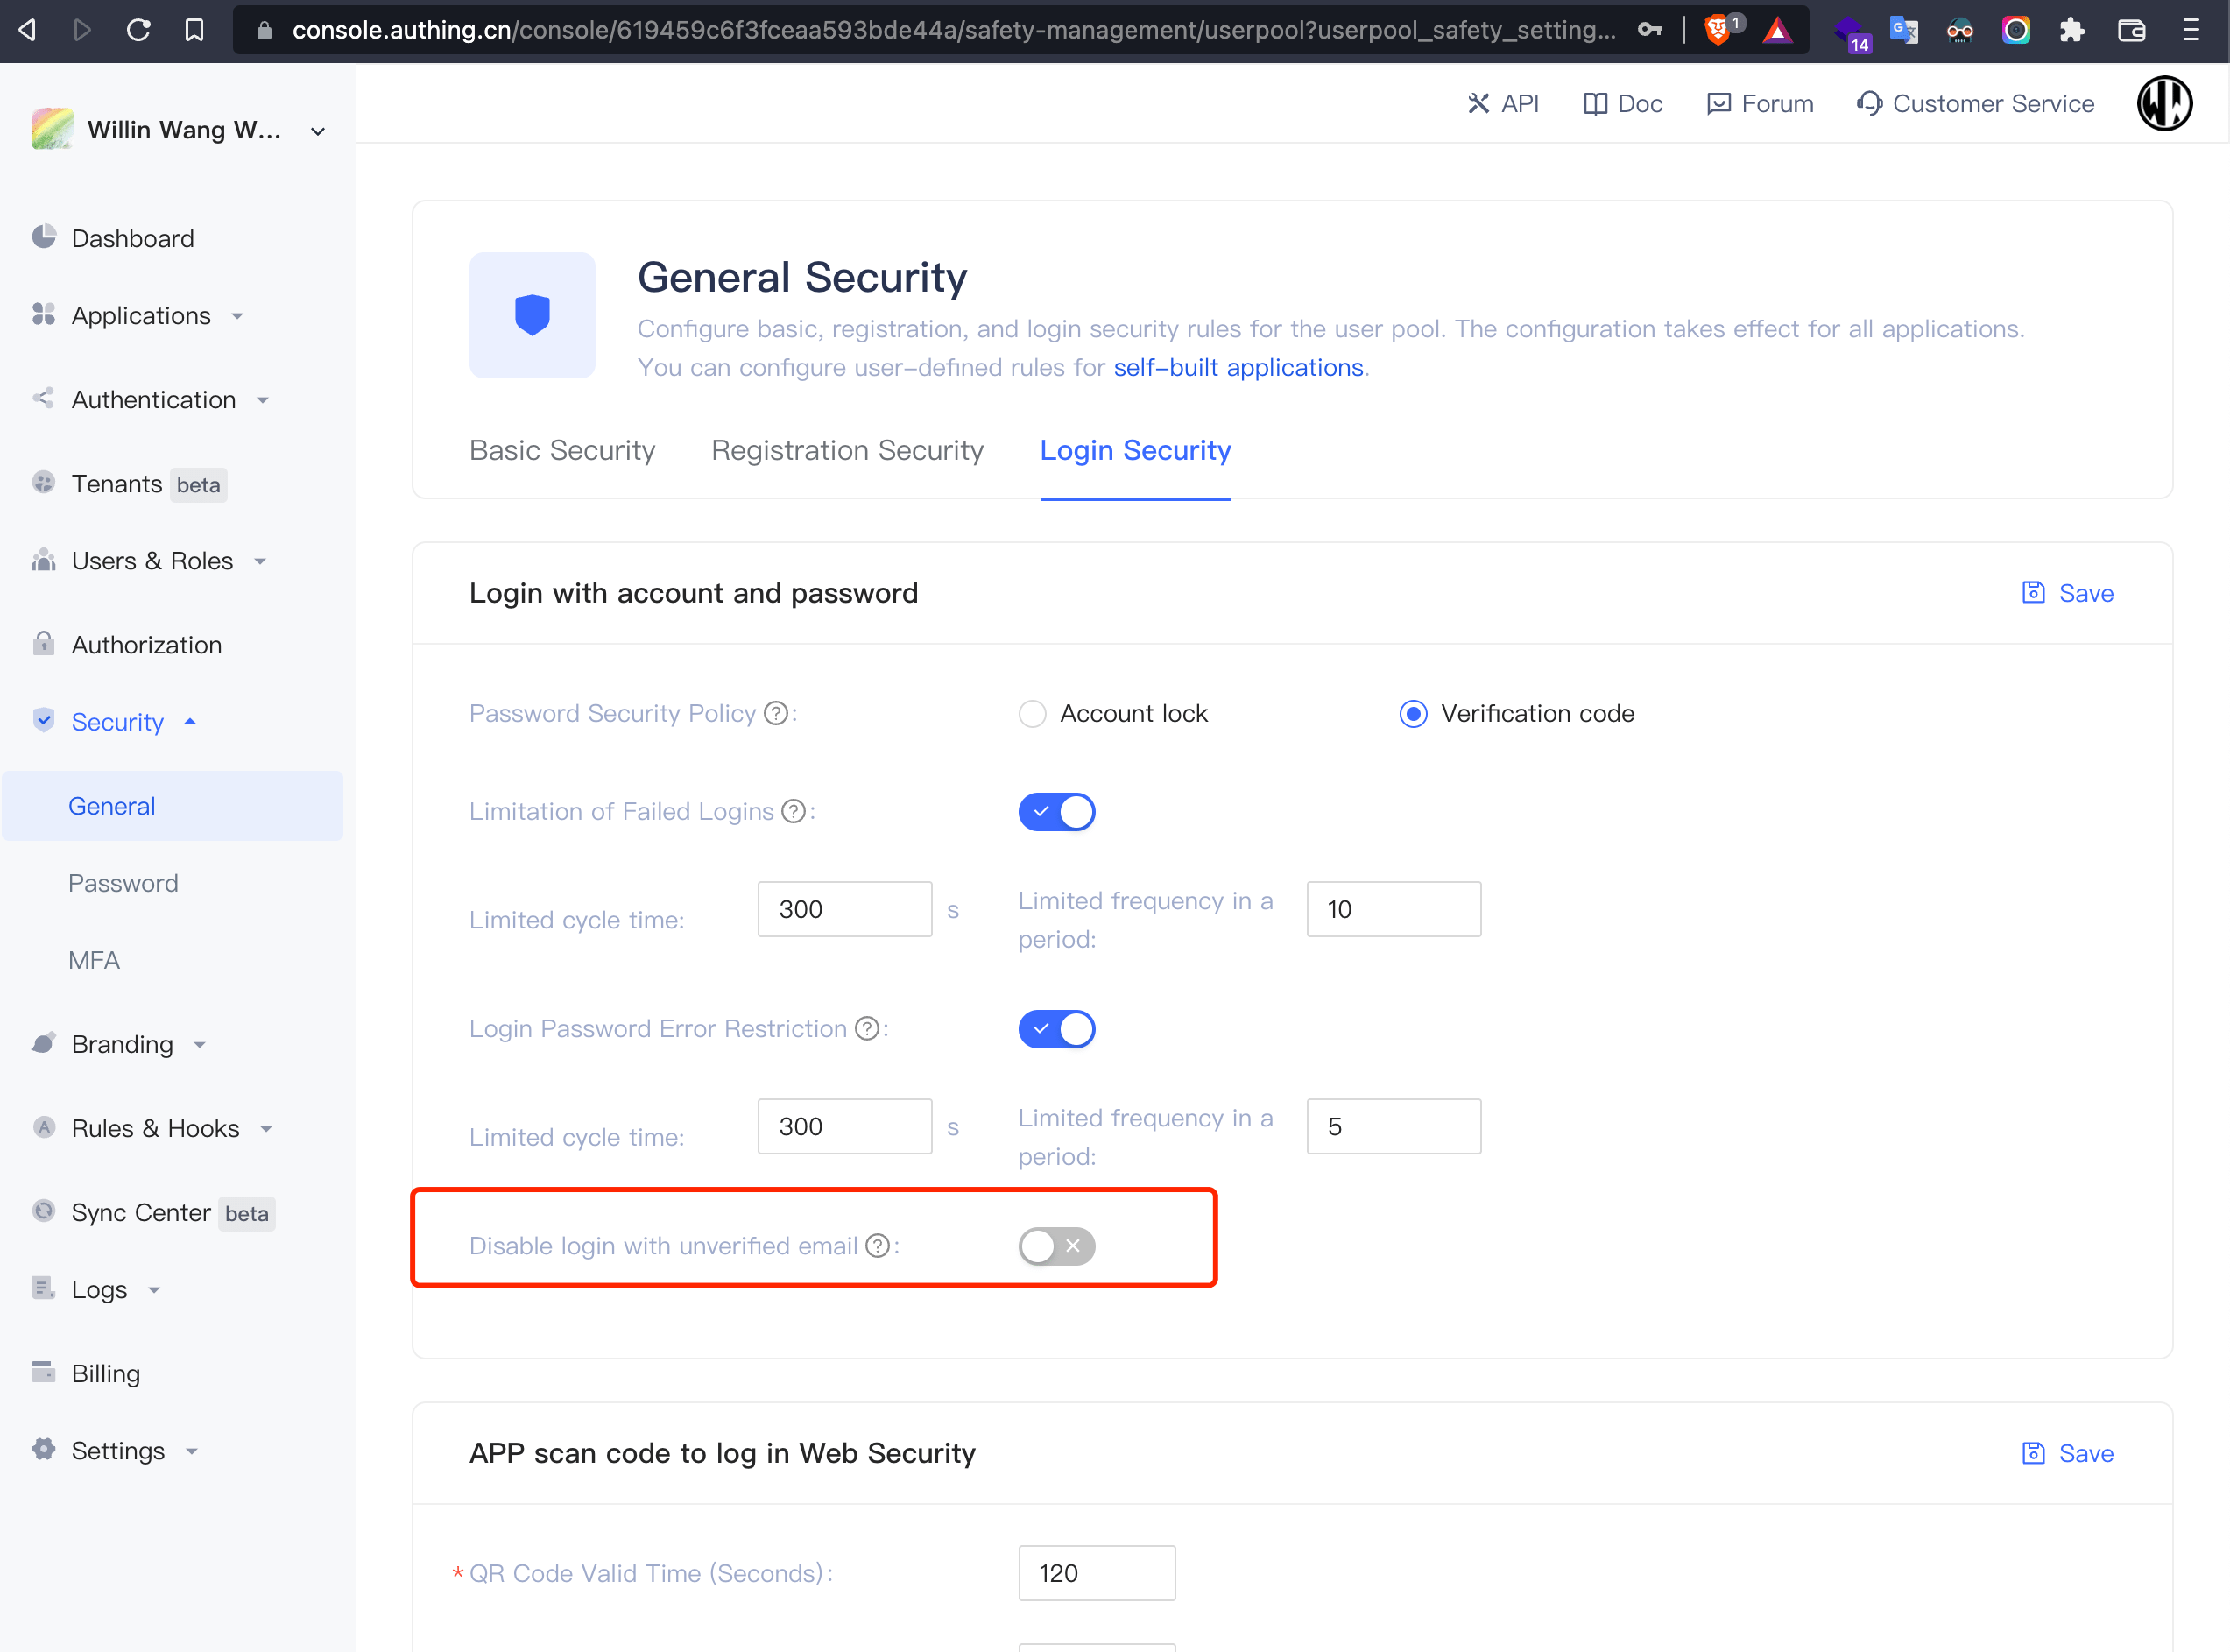 console.authing.cn/console/619459c6f3fceaa593bde44a/safety-management/userpool?userpool_safety_setting...
1
14
Willin Wang W...
API
Doc
Forum
Customer Service
Dashboard
Applications
Authentication
Tenants beta
Users & Roles
Authorization
Security
General
Password
MFA
Branding
Rules & Hooks
Sync Center beta
Logs
Billing
Settings
General Security
Configure basic, registration, and login security rules for the user pool. The configuration takes effect for all applications.
You can configure user-defined rules for self-built applications.
Basic Security
Registration Security
Login Security
Login with account and password
Save
Password Security Policy ?:
Account lock
Verification code
Limitation of Failed Logins ?:
Limited cycle time:
300
s
Limited frequency in a
period:
10
Login Password Error Restriction ?:
Limited cycle time:
300
s
Limited frequency in a
period:
5
Disable login with unverified email ?:
APP scan code to log in Web Security
Save
* QR Code Valid Time (Seconds):
120